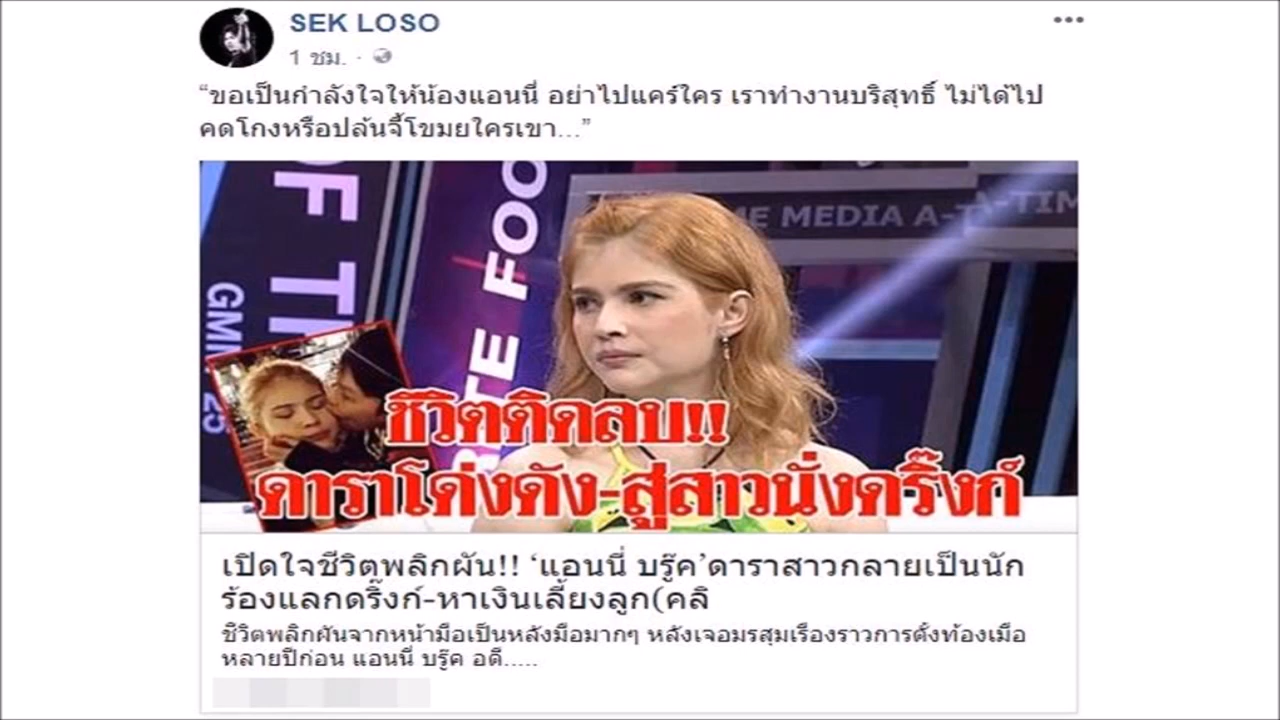 SEK LOSO
1 ชม. ·
“ขอเป็นกำลังใจให้น้องแอนนี่ อย่าไปแคร์ใคร เราทำงานบริสุทธิ์ ไม่ได้ไป
คดโกงหรือปล้นจี้โขมยใครเขา...”
OF TH
GMM 25
RTE FOO
ME MEDIA A-T
A-TIM
ชีวิตติดลบ!!
ดาราโด่งดัง-สู่สาวนั่งดริ๊งก์
เปิดใจชีวิตพลิกผัน!! ‘แอนนี่ บรู๊ค’ดาราสาวกลายเป็นนัก
ร้องแลกดริ๊งก์-หาเงินเลี้ยงลูก(คลิ
ชีวิตพลิกผันจากหน้ามือเป็นหลังมือมากๆ หลังเจอมรสุมเรื่องราวการตั้งท้องเมื่อ
หลายปีก่อน แอนนี่ บรู๊ค อดี.....